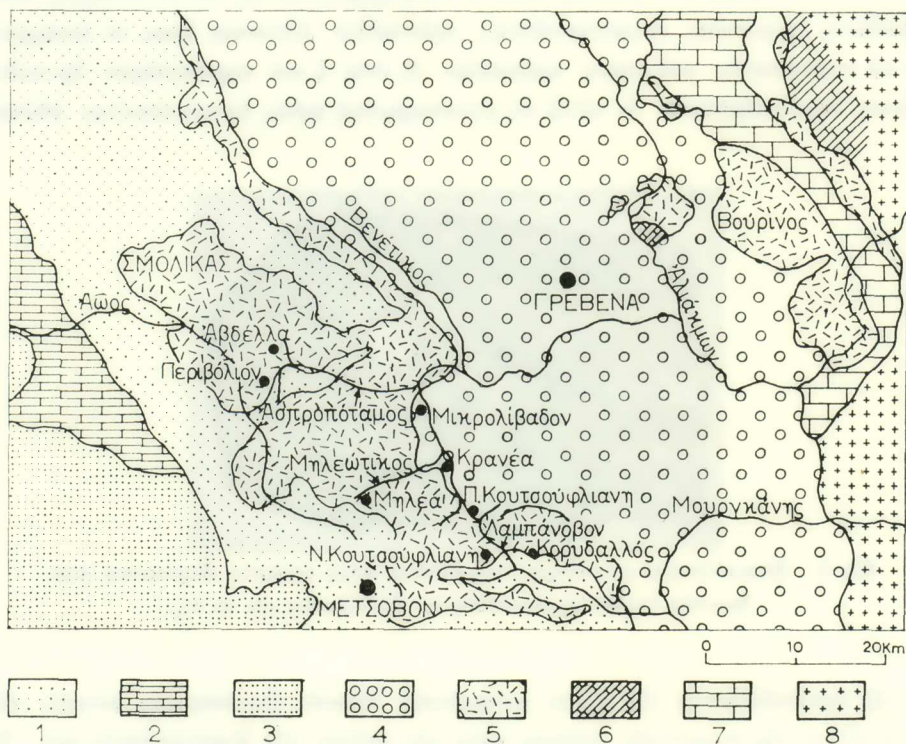 Βενέτικος
Βούρινος
ΣΜΟΛΙΚΑΣ
ΓΡΕΒΕΝΑ
Αλιάκμων
Αώος
Αβδέλλα
Περιβόλιον
Ασπροπόταμος
Μικρολίβαδον
Μηλεώτικος
Κρανέα
Μηλέά
Π.Κουτσούφλιανη
Μουργκάνης
Λαμπάνοβον
Ν.Κουτσούφλιανη
Κορυδαλλός
ΜΕΤΣΟΒΟΝ
0 10 20Km
1 2 3 4 5 6 7 8